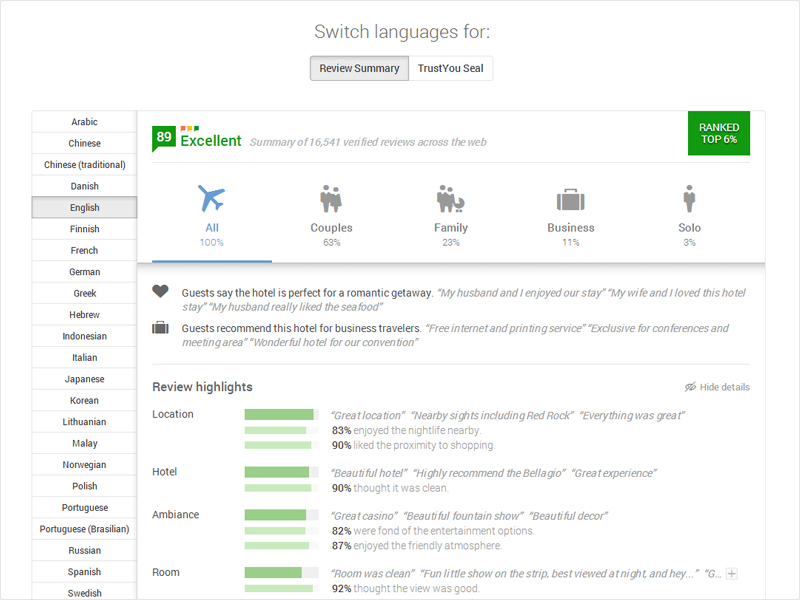 Switch languages for:
Review Summary
TrustYou Seal
Arabic
Chinese
Chinese (traditional)
Danish
English
Finnish
French
German
Greek
Hebrew
Indonesian
Italian
Japanese
Korean
Lithuanian
Malay
Norwegian
Polish
Portuguese
Portuguese (Brasilian)
Russian
Spanish
Swedish
89 Excellent Summary of 16,541 verified reviews across the web
RANKED
TOP 6%
All
100%
Couples
63%
Family
23%
Business
11%
Solo
3%
Guests say the hotel is perfect for a romantic getaway. “My husband and I enjoyed our stay” “My wife and I loved this hotel
stay” “My husband really liked the seafood”
Guests recommend this hotel for business travelers. “Free internet and printing service” “Exclusive for conferences and
meeting area” “Wonderful hotel for our convention”
Review highlights
Hide details
Location
“Great location” “Nearby sights including Red Rock” “Everything was great”
83% enjoyed the nightlife nearby.
90% liked the proximity to shopping.
Hotel
“Beautiful hotel” “Highly recommend the Bellagio” “Great experience”
90% thought it was clean.
Ambiance
“Great casino” “Beautiful fountain show” “Beautiful decor”
82% were fond of the entertainment options.
87% enjoyed the friendly atmosphere.
Room
“Room was clean” “Fun little show on the strip, best viewed at night, and hey...” “G...
92% thought the view was good.